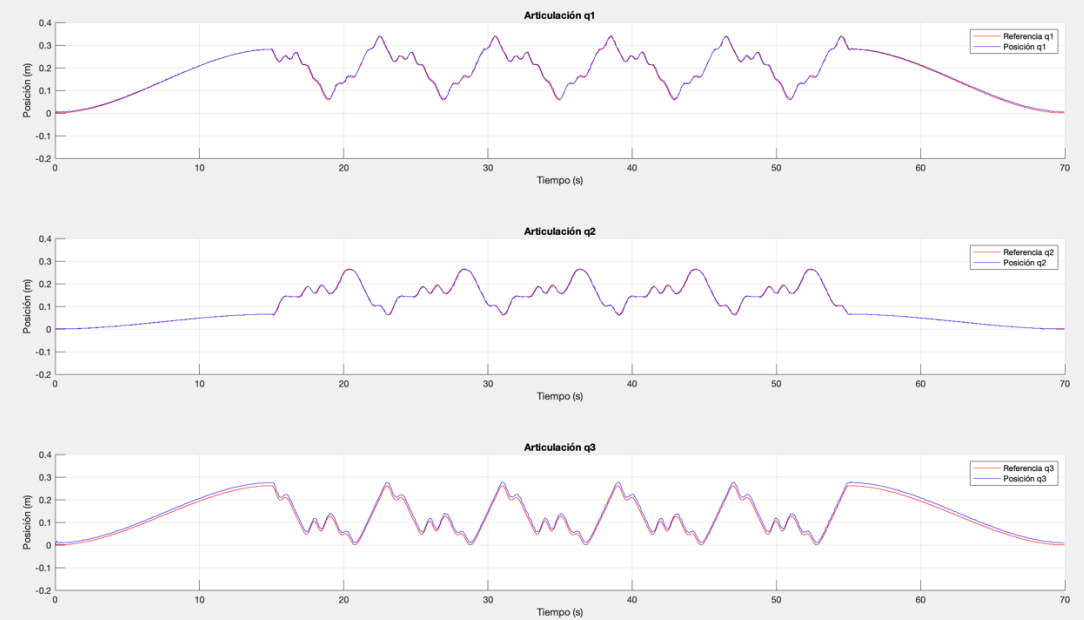 Articulación q1
0.4
0.3
0.2
0.1
0
-0.1
-0.2
Posición (m)
Referencia q1
Posición q1
0 10 20 30 40 50 60 70
Tiempo (s)
Articulación q2
0.4
0.3
0.2
0.1
0
-0.1
-0.2
Posición (m)
Referencia q2
Posición q2
0 10 20 30 40 50 60 70
Tiempo (s)
Articulación q3
0.4
0.3
0.2
0.1
0
-0.1
-0.2
Posición (m)
Referencia q3
Posición q3
0 10 20 30 40 50 60 70
Tiempo (s)